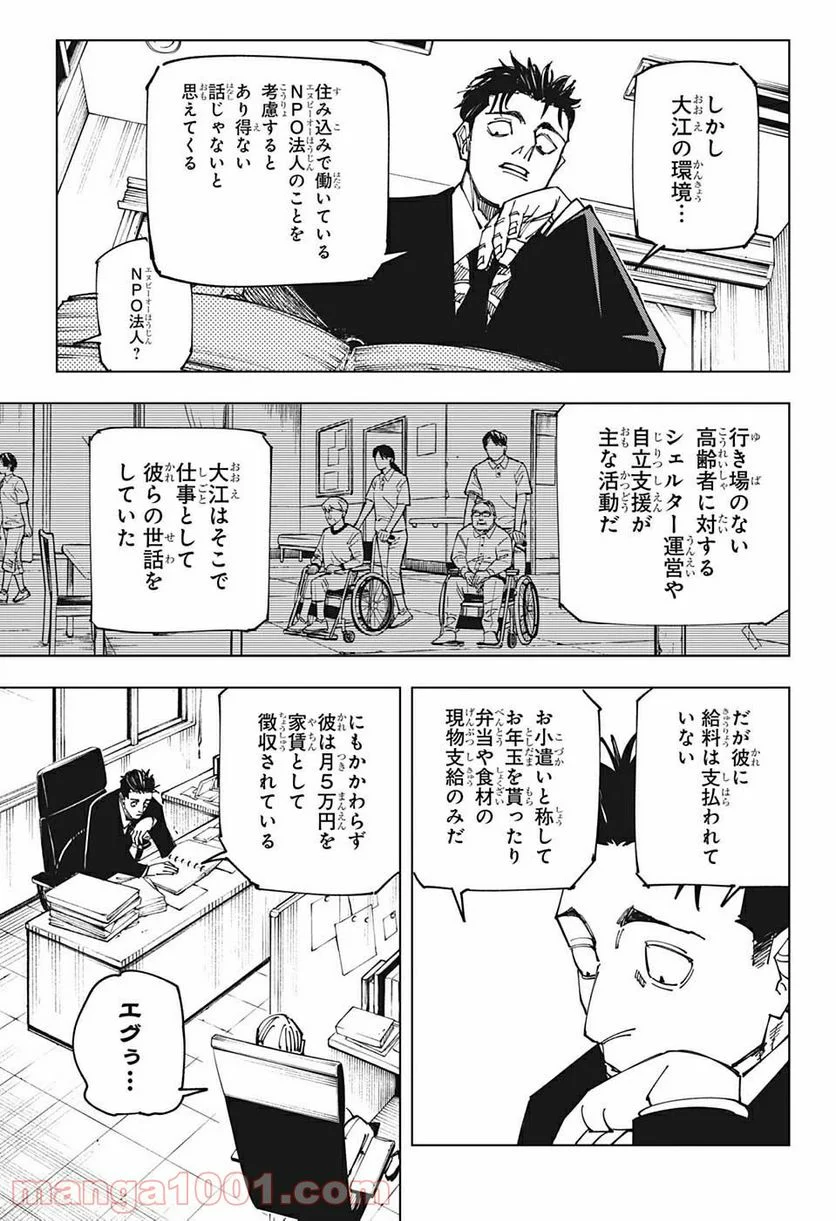 しかし
大江の環境…
住み込みで働いている
NPO法人のことを
考慮すると
あり得ない
話じゃないと
思えてくる
NPO法人?
行き場のない
高齢者に対する
シェルター運営や
自立支援が
主な活動だ
大江はそこで
仕事として
彼らの世話を
していた
だが彼に
給料は支払われて
いない
お小遣いと称して
お年玉を貰ったり
弁当や食材の
現物支給のみだ
にもかかわらず
彼は月5万円を
家賃として
徴収されている
エグぅ…
manga1001.com